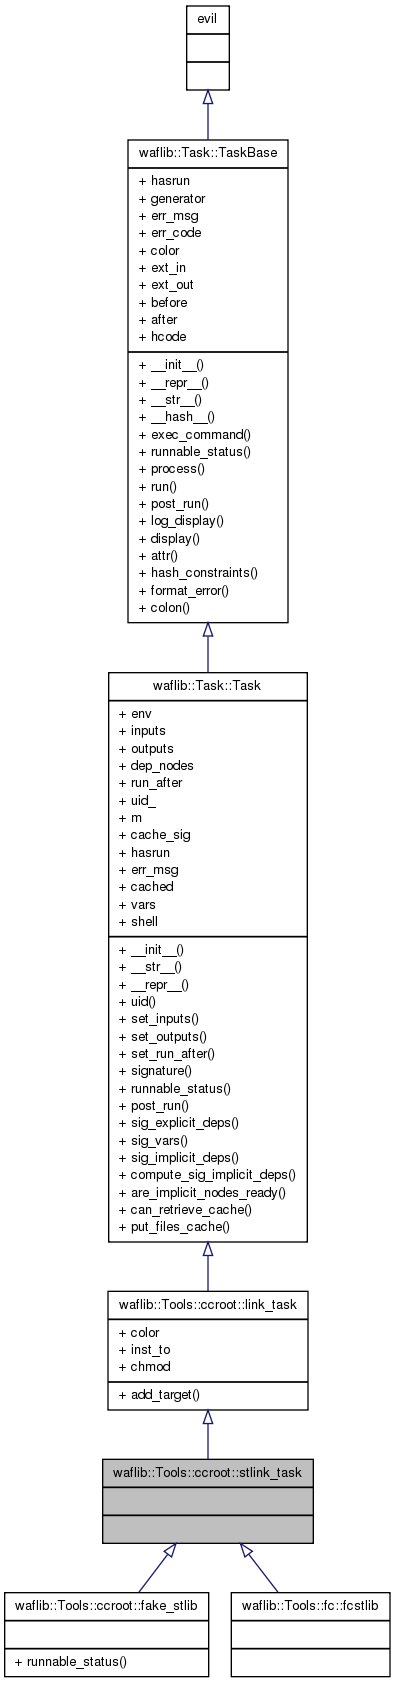 evil
waflib::Task::TaskBase
+ hasrun
+ generator
+ err_msg
+ err_code
+ color
+ ext_in
+ ext_out
+ before
+ after
+ hcode
+ __init__()
+ __repr__()
+ __str__()
+ __hash__()
+ exec_command()
+ runnable_status()
+ process()
+ run()
+ post_run()
+ log_display()
+ display()
+ attr()
+ hash_constraints()
+ format_error()
+ colon()
waflib::Task::Task
+ env
+ inputs
+ outputs
+ dep_nodes
+ run_after
+ uid_
+ m
+ cache_sig
+ hasrun
+ err_msg
+ cached
+ vars
+ shell
+ __init__()
+ __str__()
+ __repr__()
+ uid()
+ set_inputs()
+ set_outputs()
+ set_run_after()
+ signature()
+ runnable_status()
+ post_run()
+ sig_explicit_deps()
+ sig_vars()
+ sig_implicit_deps()
+ compute_sig_implicit_deps()
+ are_implicit_nodes_ready()
+ can_retrieve_cache()
+ put_files_cache()
waflib::Tools::ccroot::link_task
+ color
+ inst_to
+ chmod
+ add_target()
waflib::Tools::ccroot::stlink_task
waflib::Tools::ccroot::fake_stlib
+ runnable_status()
waflib::Tools::fc::fcstlib